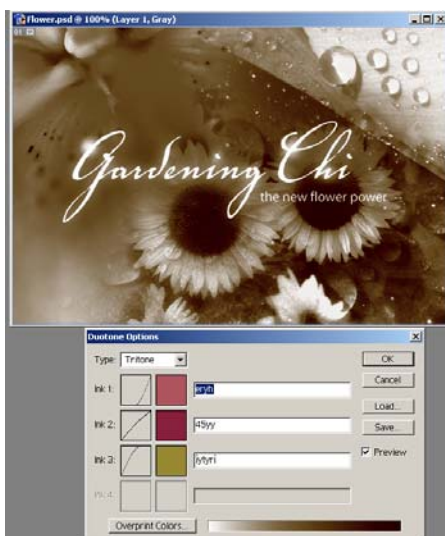 Flower.psd @ 100% (Layer 1, Gray)
Gardening Chi
the new flower power
Duotone Options
Type: Tritone
OK
Ink 1: eryh
Cancel
Load...
Ink 2: 45yy
Save...
Ink 3: iytyri
Preview
Ink 4:
Overprint Colors...